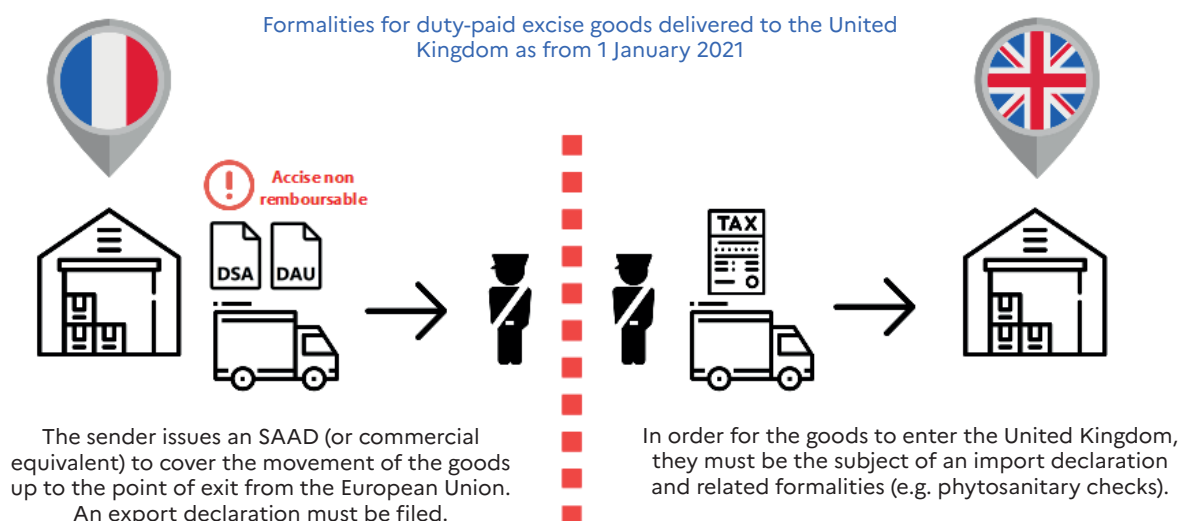 Formalities for duty-paid excise goods delivered to the United
Kingdom as from 1 January 2021
Accise non
remboursable
DSA
DAU
TAX
The sender issues an SAAD (or commercial
equivalent) to cover the movement of the goods
up to the point of exit from the European Union.
An export declaration must be filed.
In order for the goods to enter the United Kingdom,
they must be the subject of an import declaration
and related formalities (e.g. phytosanitary checks).